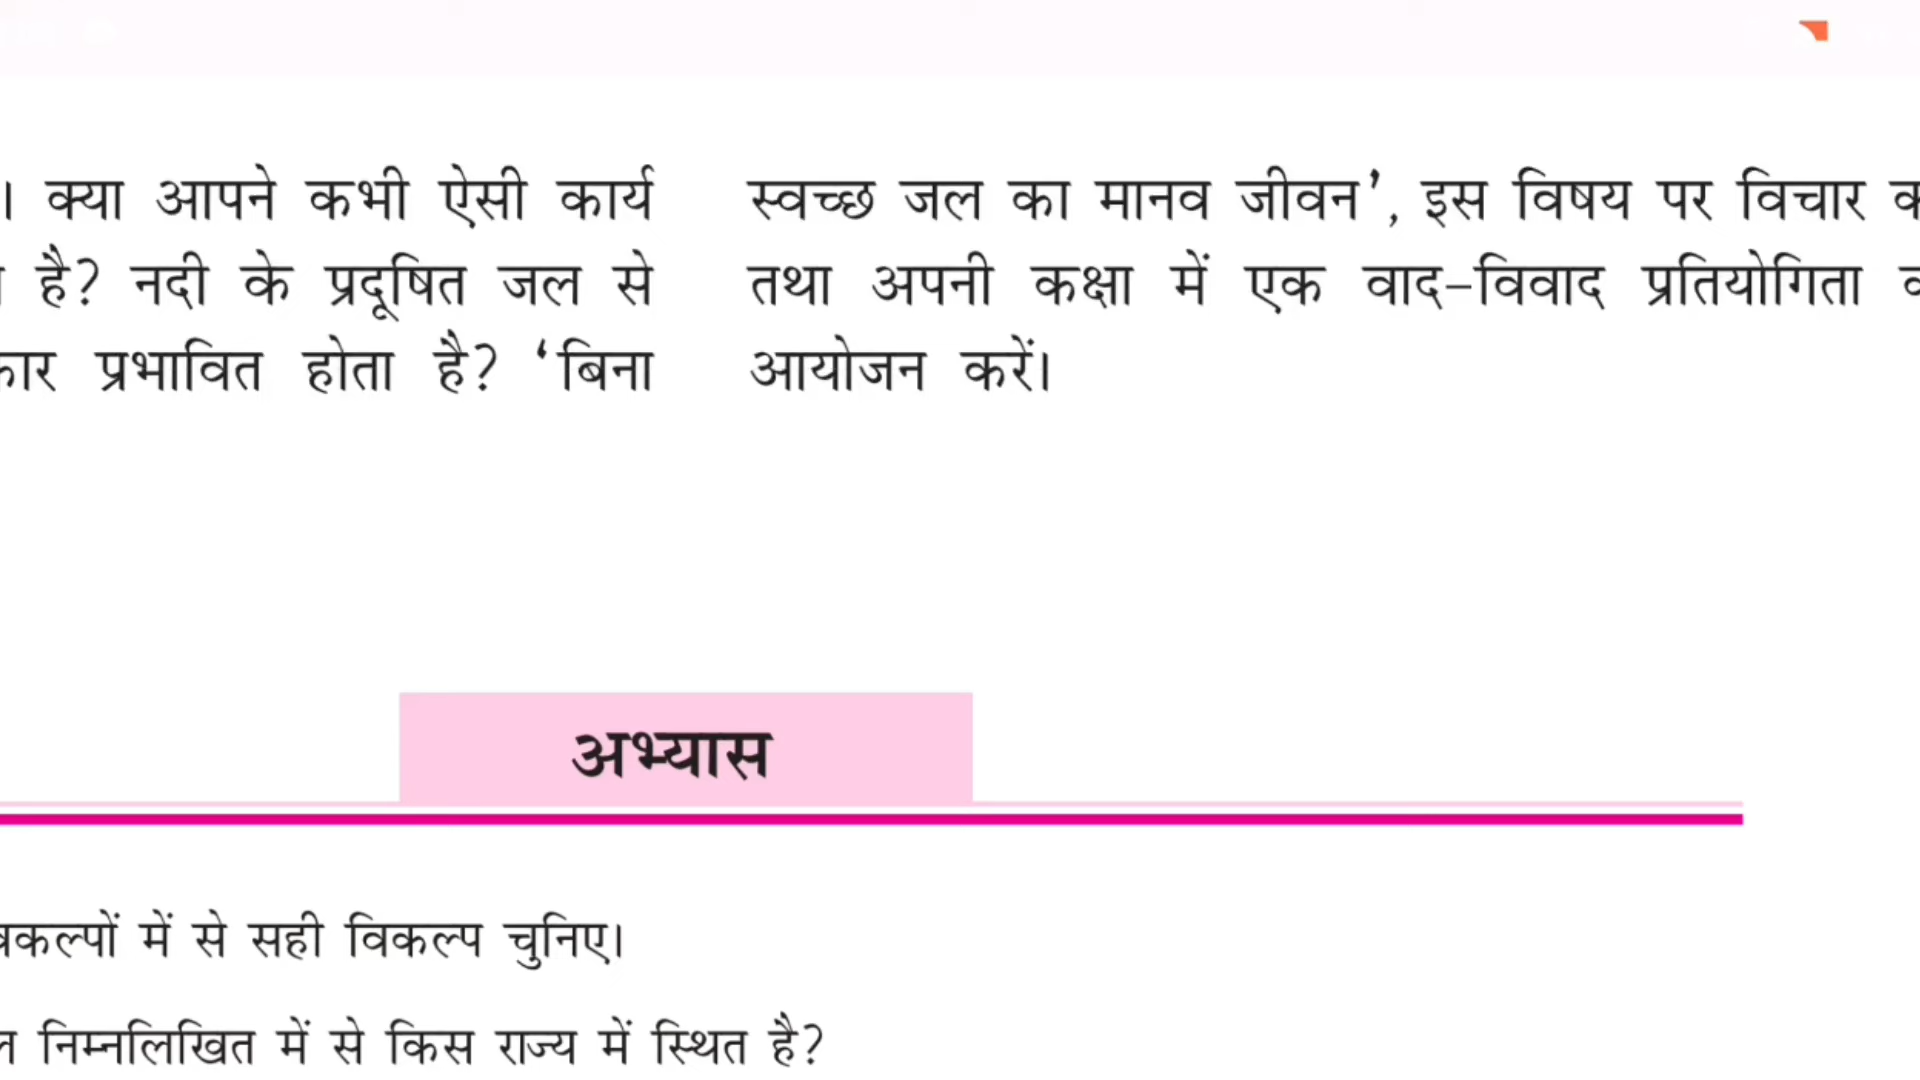 । क्या आपने कभी ऐसी कार्य
है? नदी के प्रदूषित जल से
प्रभावित होता है? ‘बिना
स्वच्छ जल का मानव जीवन’, इस विषय पर विचार
तथा अपनी कक्षा में एक वाद-विवाद प्रतियोगिता
आयोजन करें।
अभ्यास
में से सही विकल्प चुनिए।
निम्नलिखित में से किस राज्य में स्थित है?